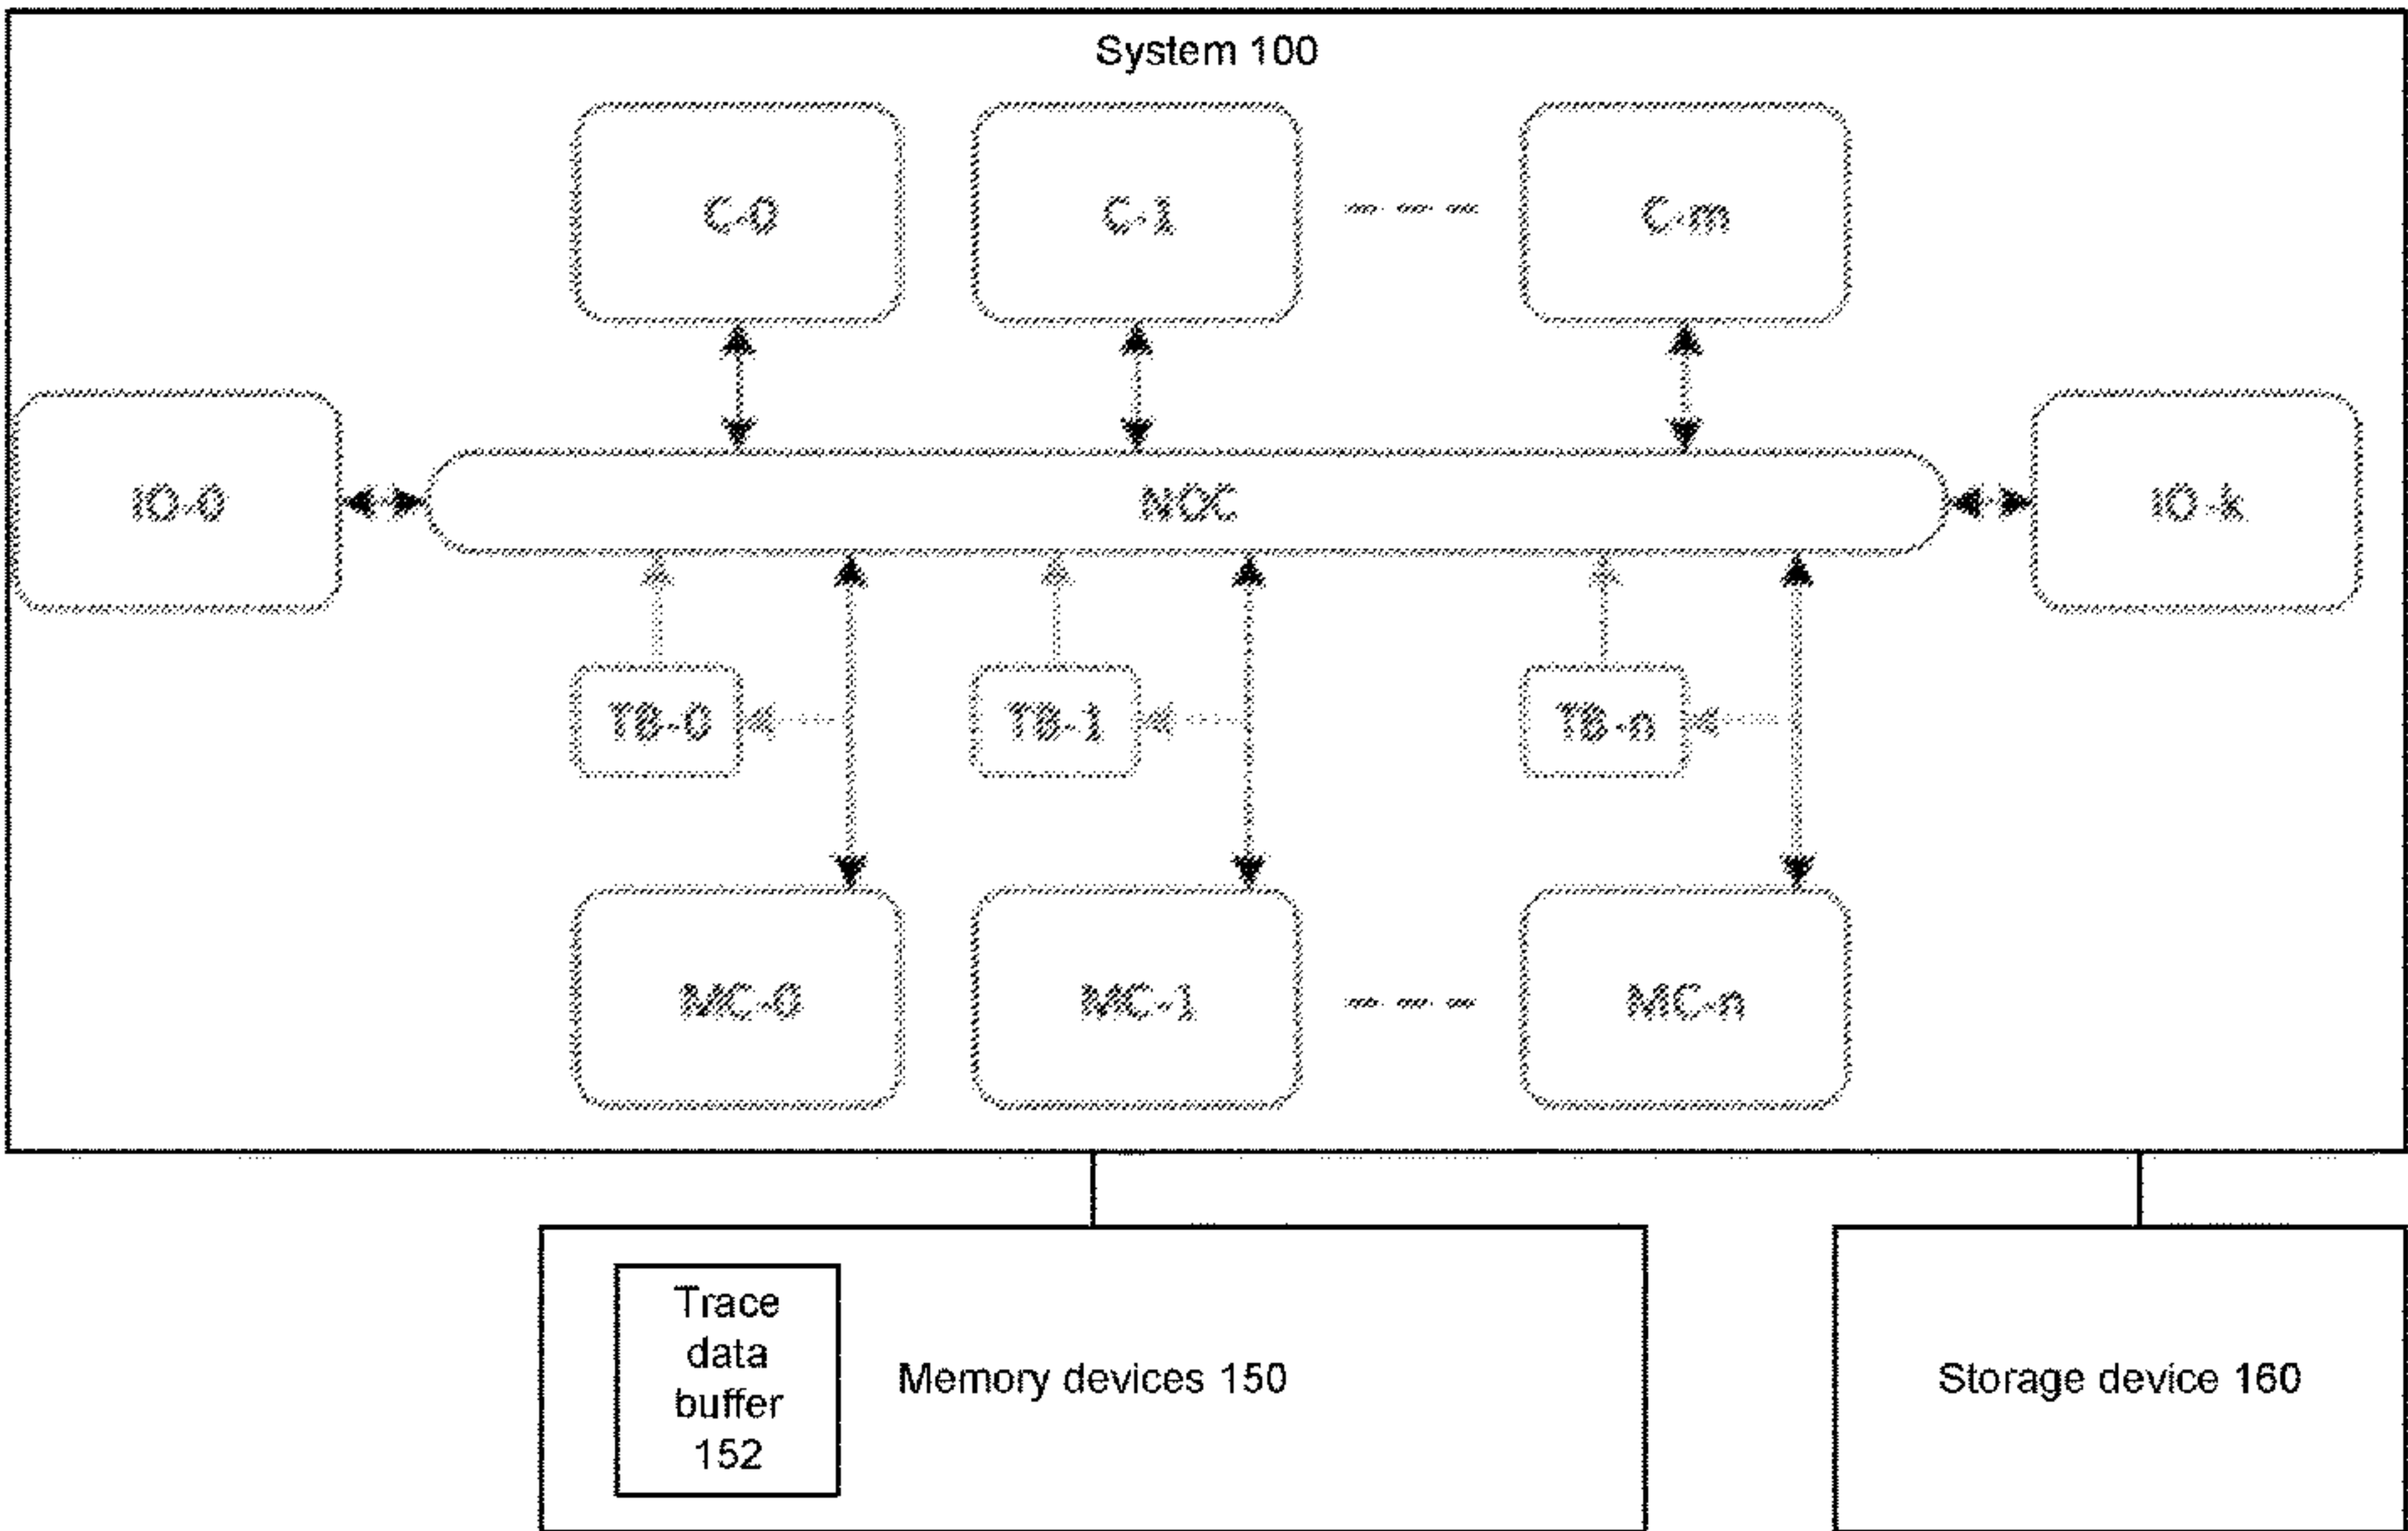 System 100
C-0
C-1
C-m
IO-0
NOC
IO-k
TB-0
TB-1
TB-n
MC-0
MC-1
MC-n
Trace
data
buffer
152
Memory devices 150
Storage device 160